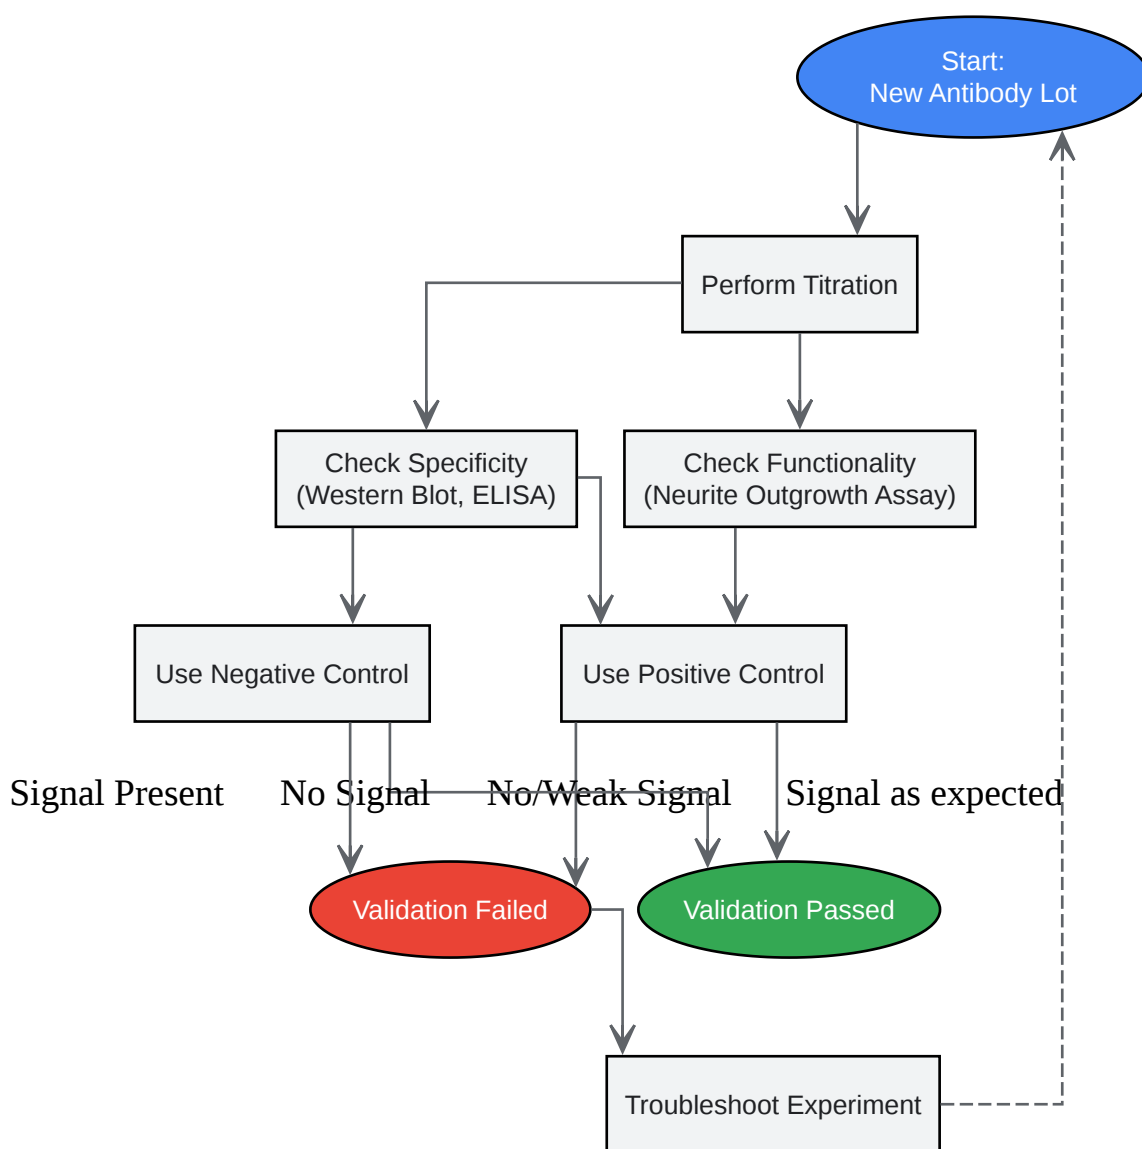 Start:
New Antibody Lot
Perform Titration
Check Specificity
(Western Blot, ELISA)
Check Functionality
(Neurite Outgrowth Assay)
Use Negative Control
Use Positive Control
Signal Present
No Signal
No/Weak Signal
Signal as expected
Validation Failed
Validation Passed
Troubleshoot Experiment